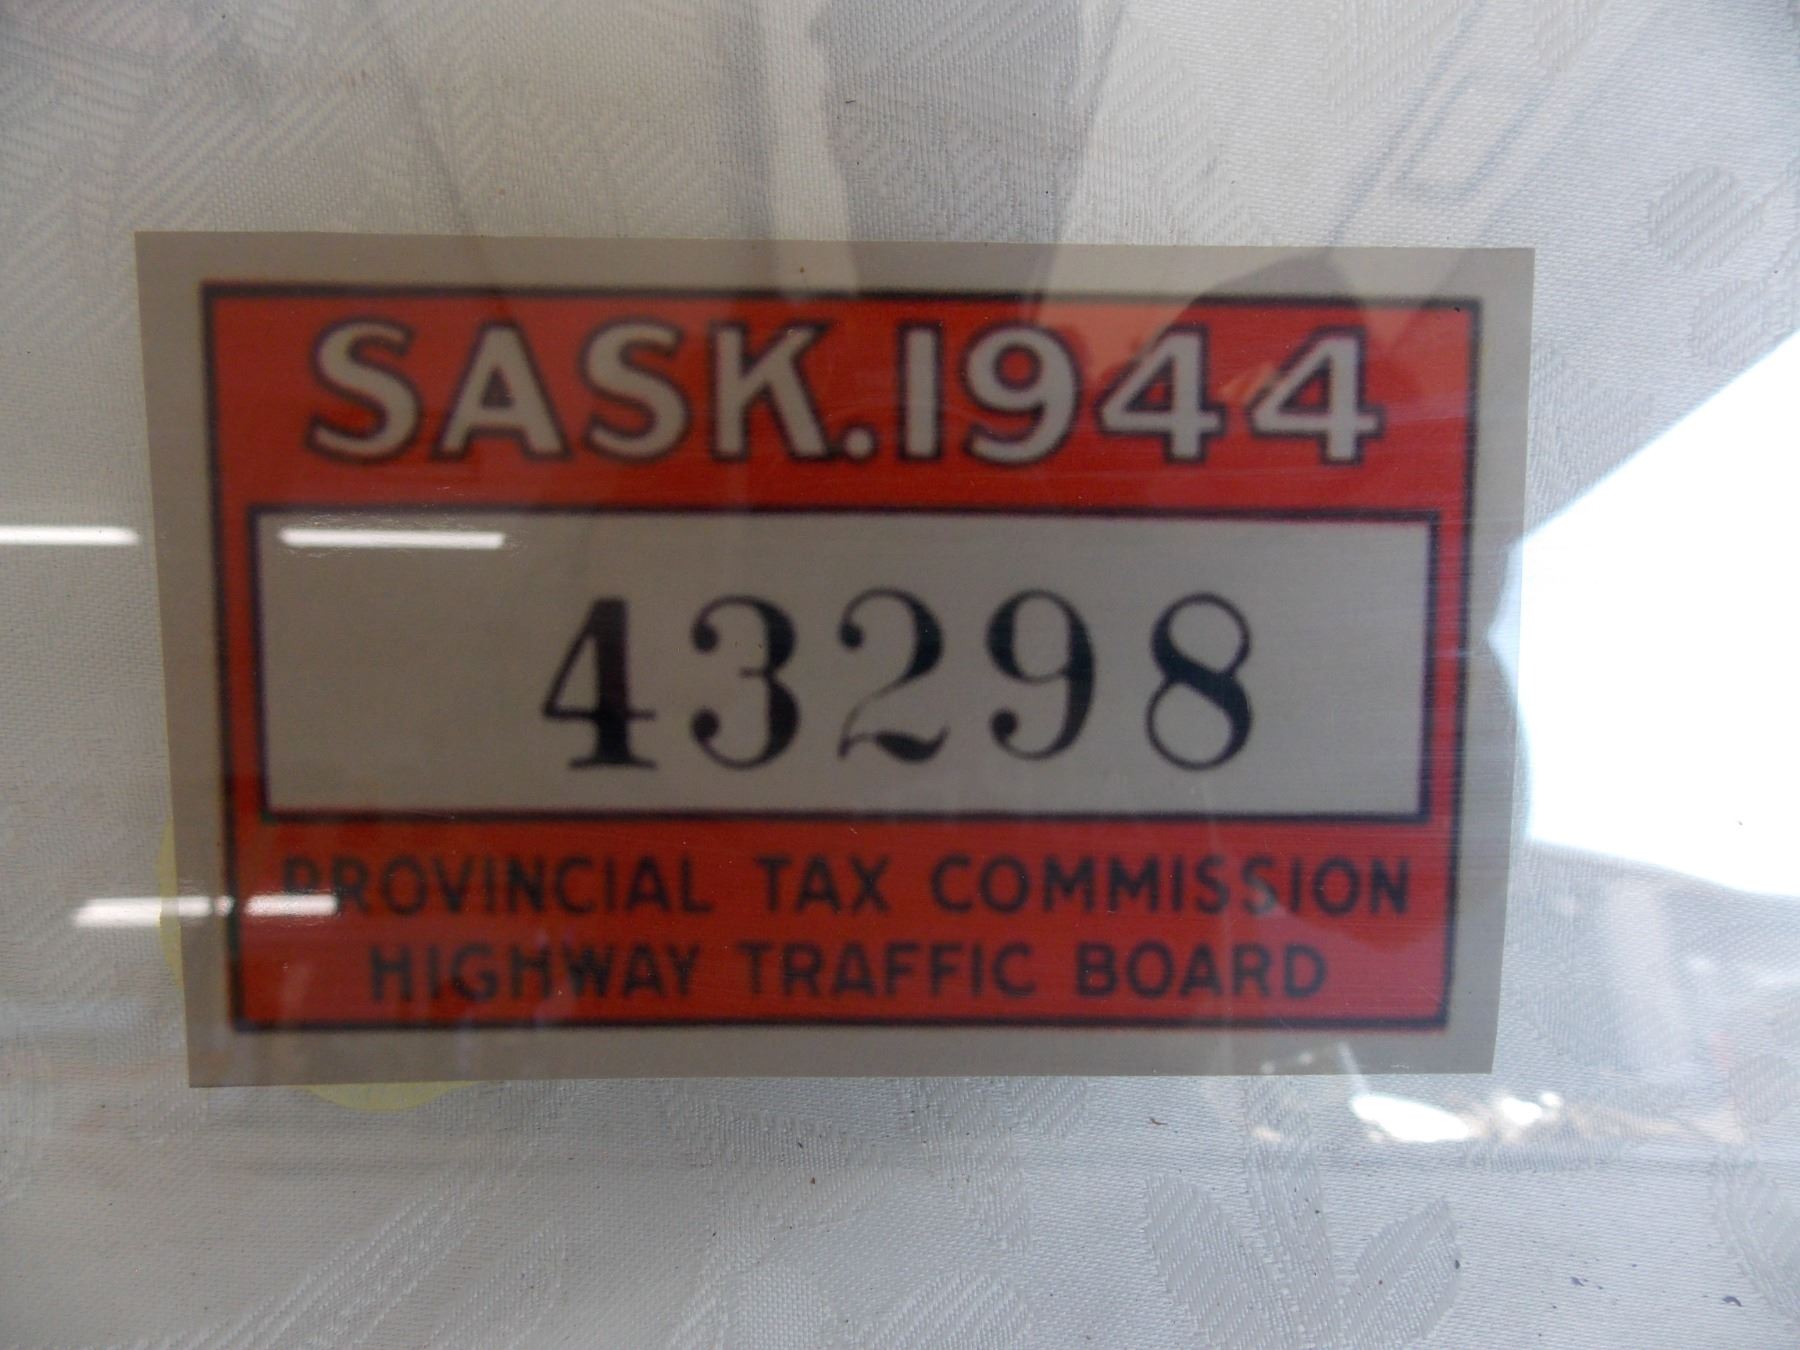 SASK. 1944
43298
PROVINCIAL TAX COMMISSION
HIGHWAY TRAFFIC BOARD